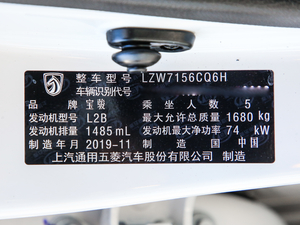 整车型号 LZW7156CQ6H
车辆识别代号
品牌 宝骏 乘坐人数 5
发动机型号 L2B 最大允许总质量 1680 kg
发动机排量 1485 mL 发动机最大净功率 74 kW
制造年月 2019-11 制造国 中国
上汽通用五菱汽车股份有限公司 制造